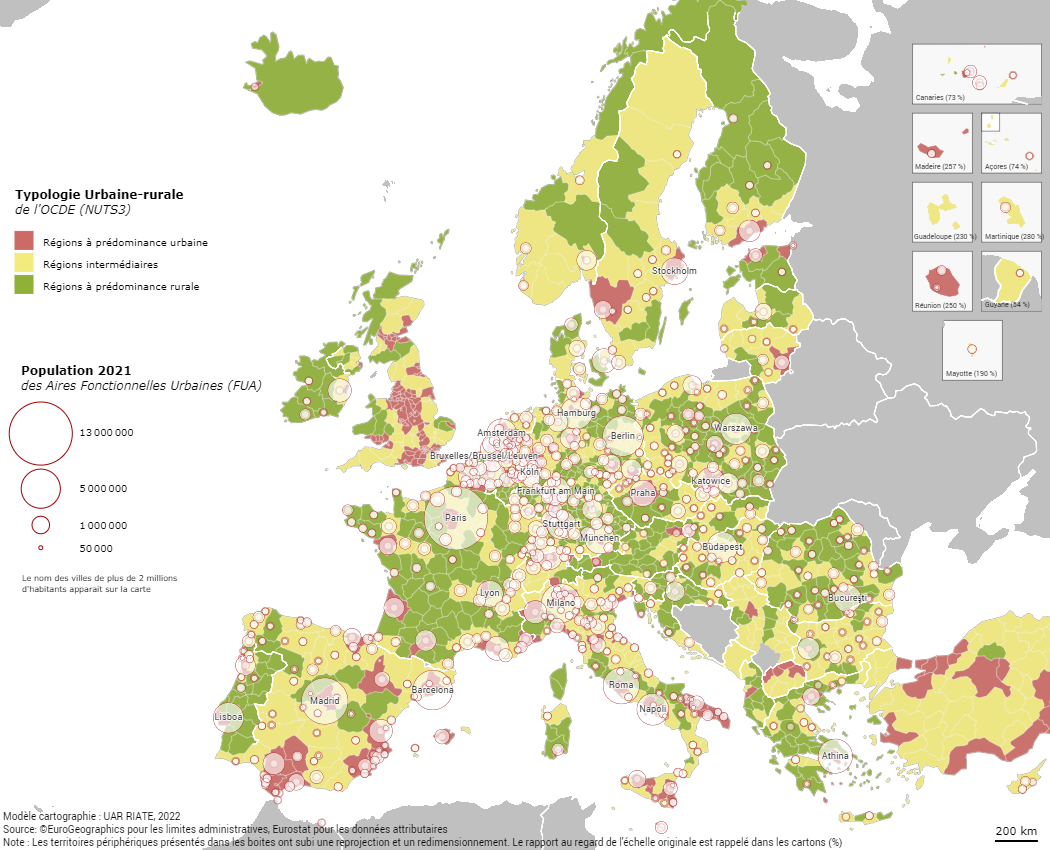 Typologie Urbaine-rurale
de l'OCDE (NUTS3)
Régions à prédominance urbaine
Régions intermédiaires
Régions à prédominance rurale
Population 2021
des Aires Fonctionnelles Urbaines (FUA)
13 000 000
5 000 000
1 000 000
50 000
Le nom des villes de plus de 2 millions
d'habitants apparait sur la carte
Stockholm
Hamburg
Amsterdam
Berlin
Warszawa
Bruxelles/Brussel/Leuven
Köln
Katowice
Frankfurt am Main
Praha
Paris
Stuttgart
München
Budapest
Lyon
Milano
Bucureşti
Roma
Barcelona
Madrid
Napoli
Lisboa
Athina
Canaries (73 %)
Madeire (257 %)
Açores (74 %)
Guadeloupe (230 %)
Martinique (280 %)
Réunion (250 %)
Guyane (54 %)
Mayotte (190 %)
Modèle cartographie : UAR RIATE, 2022
Source: ©EuroGeographics pour les limites administratives, Eurostat pour les données attributaires
Note : Les territoires périphériques présentés dans les boites ont subi une reprojection et un redimensionnement. Le rapport au regard de l'échelle originale est rappelé dans les cartons (%)
200 km